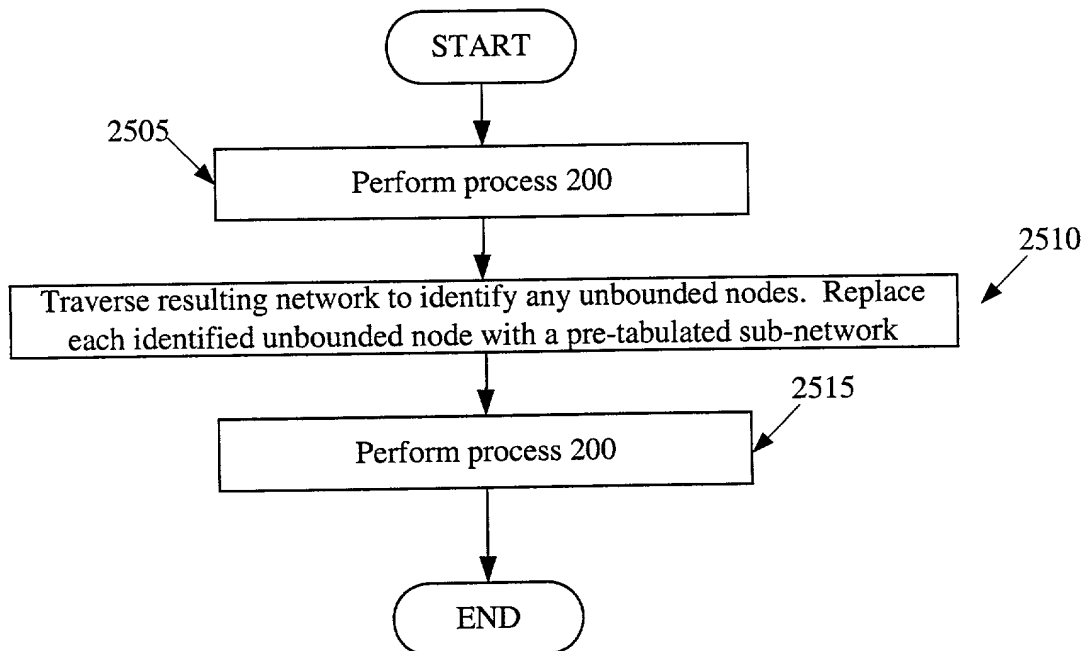 START
2505
Perform process 200
2510
Traverse resulting network to identify any unbounded nodes.  Replace
each identified unbounded node with a pre-tabulated sub-network
2515
Perform process 200
END